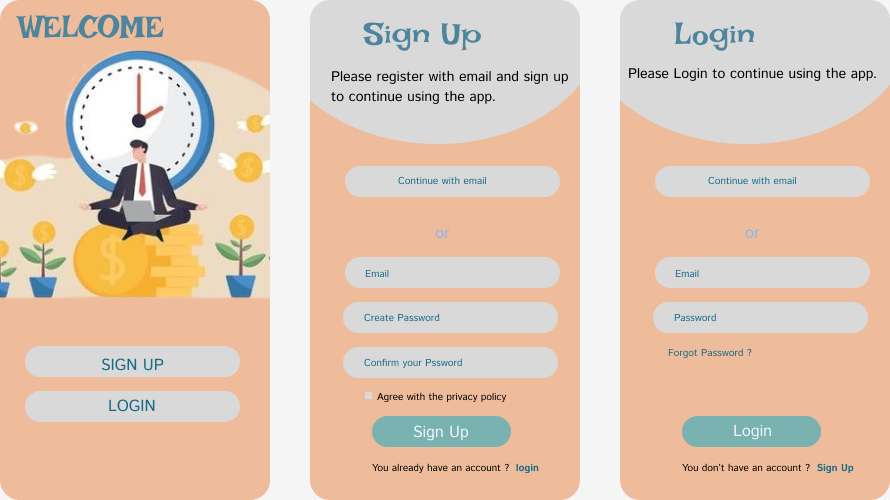 WELCOME
SIGN UP
LOGIN
Sign Up
Please register with email and sign up
to continue using the app.
Continue with email
or
Email
Create Password
Confirm your Pssword
Agree with the privacy policy
Sign Up
You already have an account ? login
Login
Please Login to continue using the app.
Continue with email
or
Email
Password
Forgot Password ?
Login
You don't have an account ? Sign Up